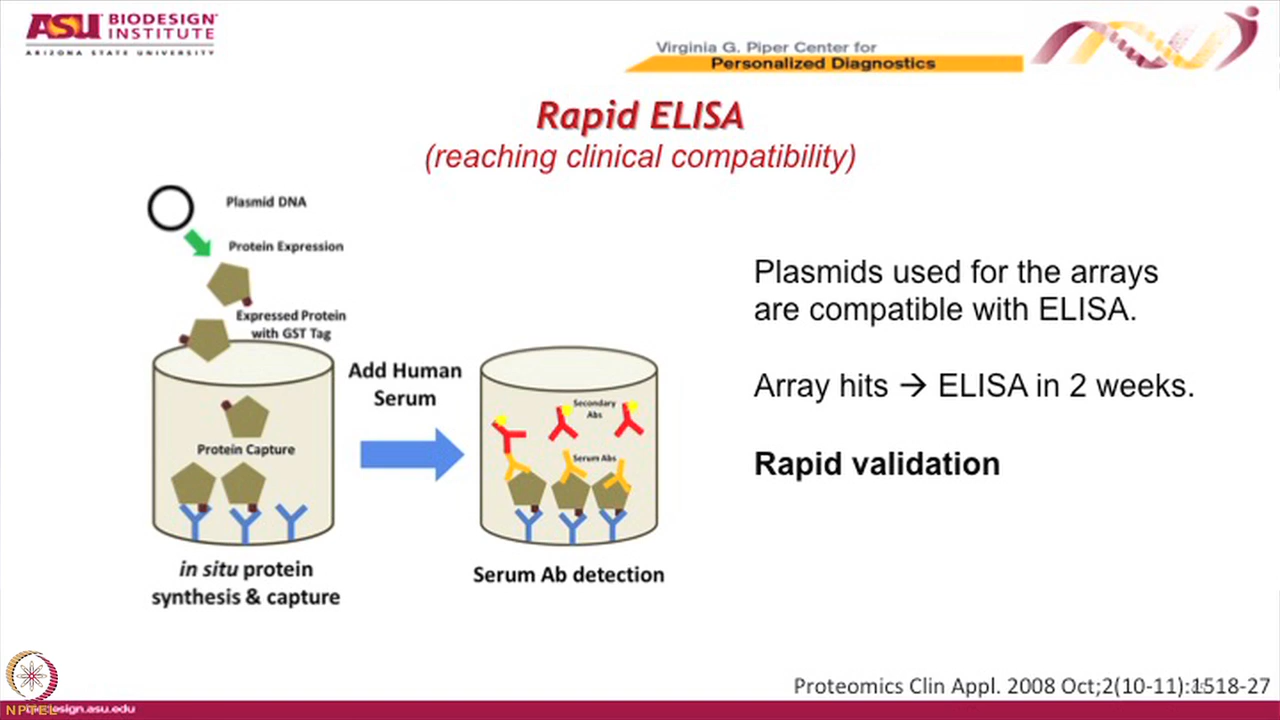 ASU BIODESIGN
INSTITUTE
ARIZONA STATE UNIVERSITY
Virginia G. Piper Center for
Personalized Diagnostics
Rapid ELISA
(reaching clinical compatibility)
Plasmid DNA
Protein Expression
Expressed Protein
with GST Tag
Protein Capture
in situ protein
synthesis & capture
Add Human
Serum
Secondary
Abs
Serum Abs
Serum Ab detection
Plasmids used for the arrays
are compatible with ELISA.
Array hits → ELISA in 2 weeks.
Rapid validation
Proteomics Clin Appl. 2008 Oct;2(10-11):1518-27
NPTEL
design.asu.edu